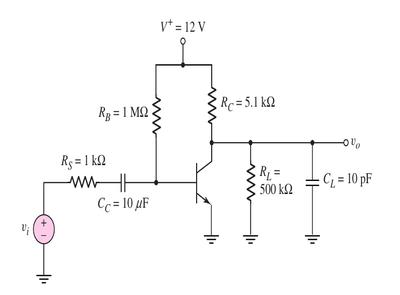 V⁺ = 12 V
R_B = 1 MΩ
R_C = 5.1 kΩ
R_S = 1 kΩ
C_C = 10 μF
R_L =
500 kΩ
C_L = 10 pF
v_o
v_i
+
−